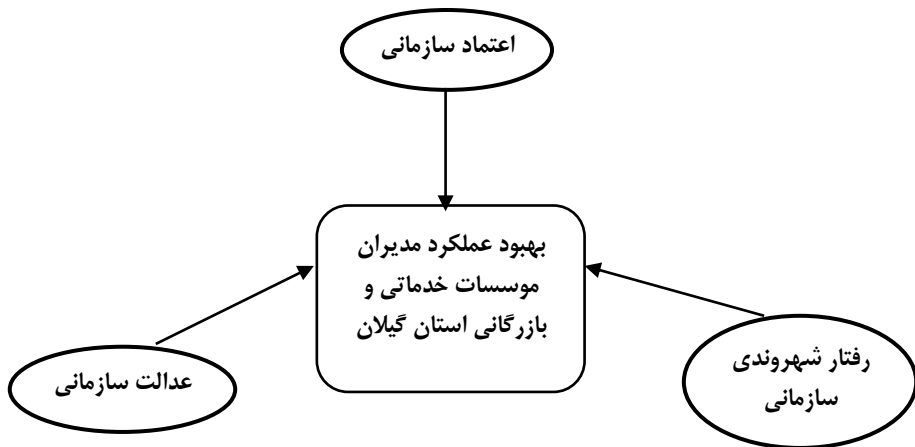 اعتماد سازمانی
بهبود عملکرد مدیران
موسسات خدماتی و
بازرگانی استان گیلان
رفتار شهروندی
سازمانی
عدالت سازمانی